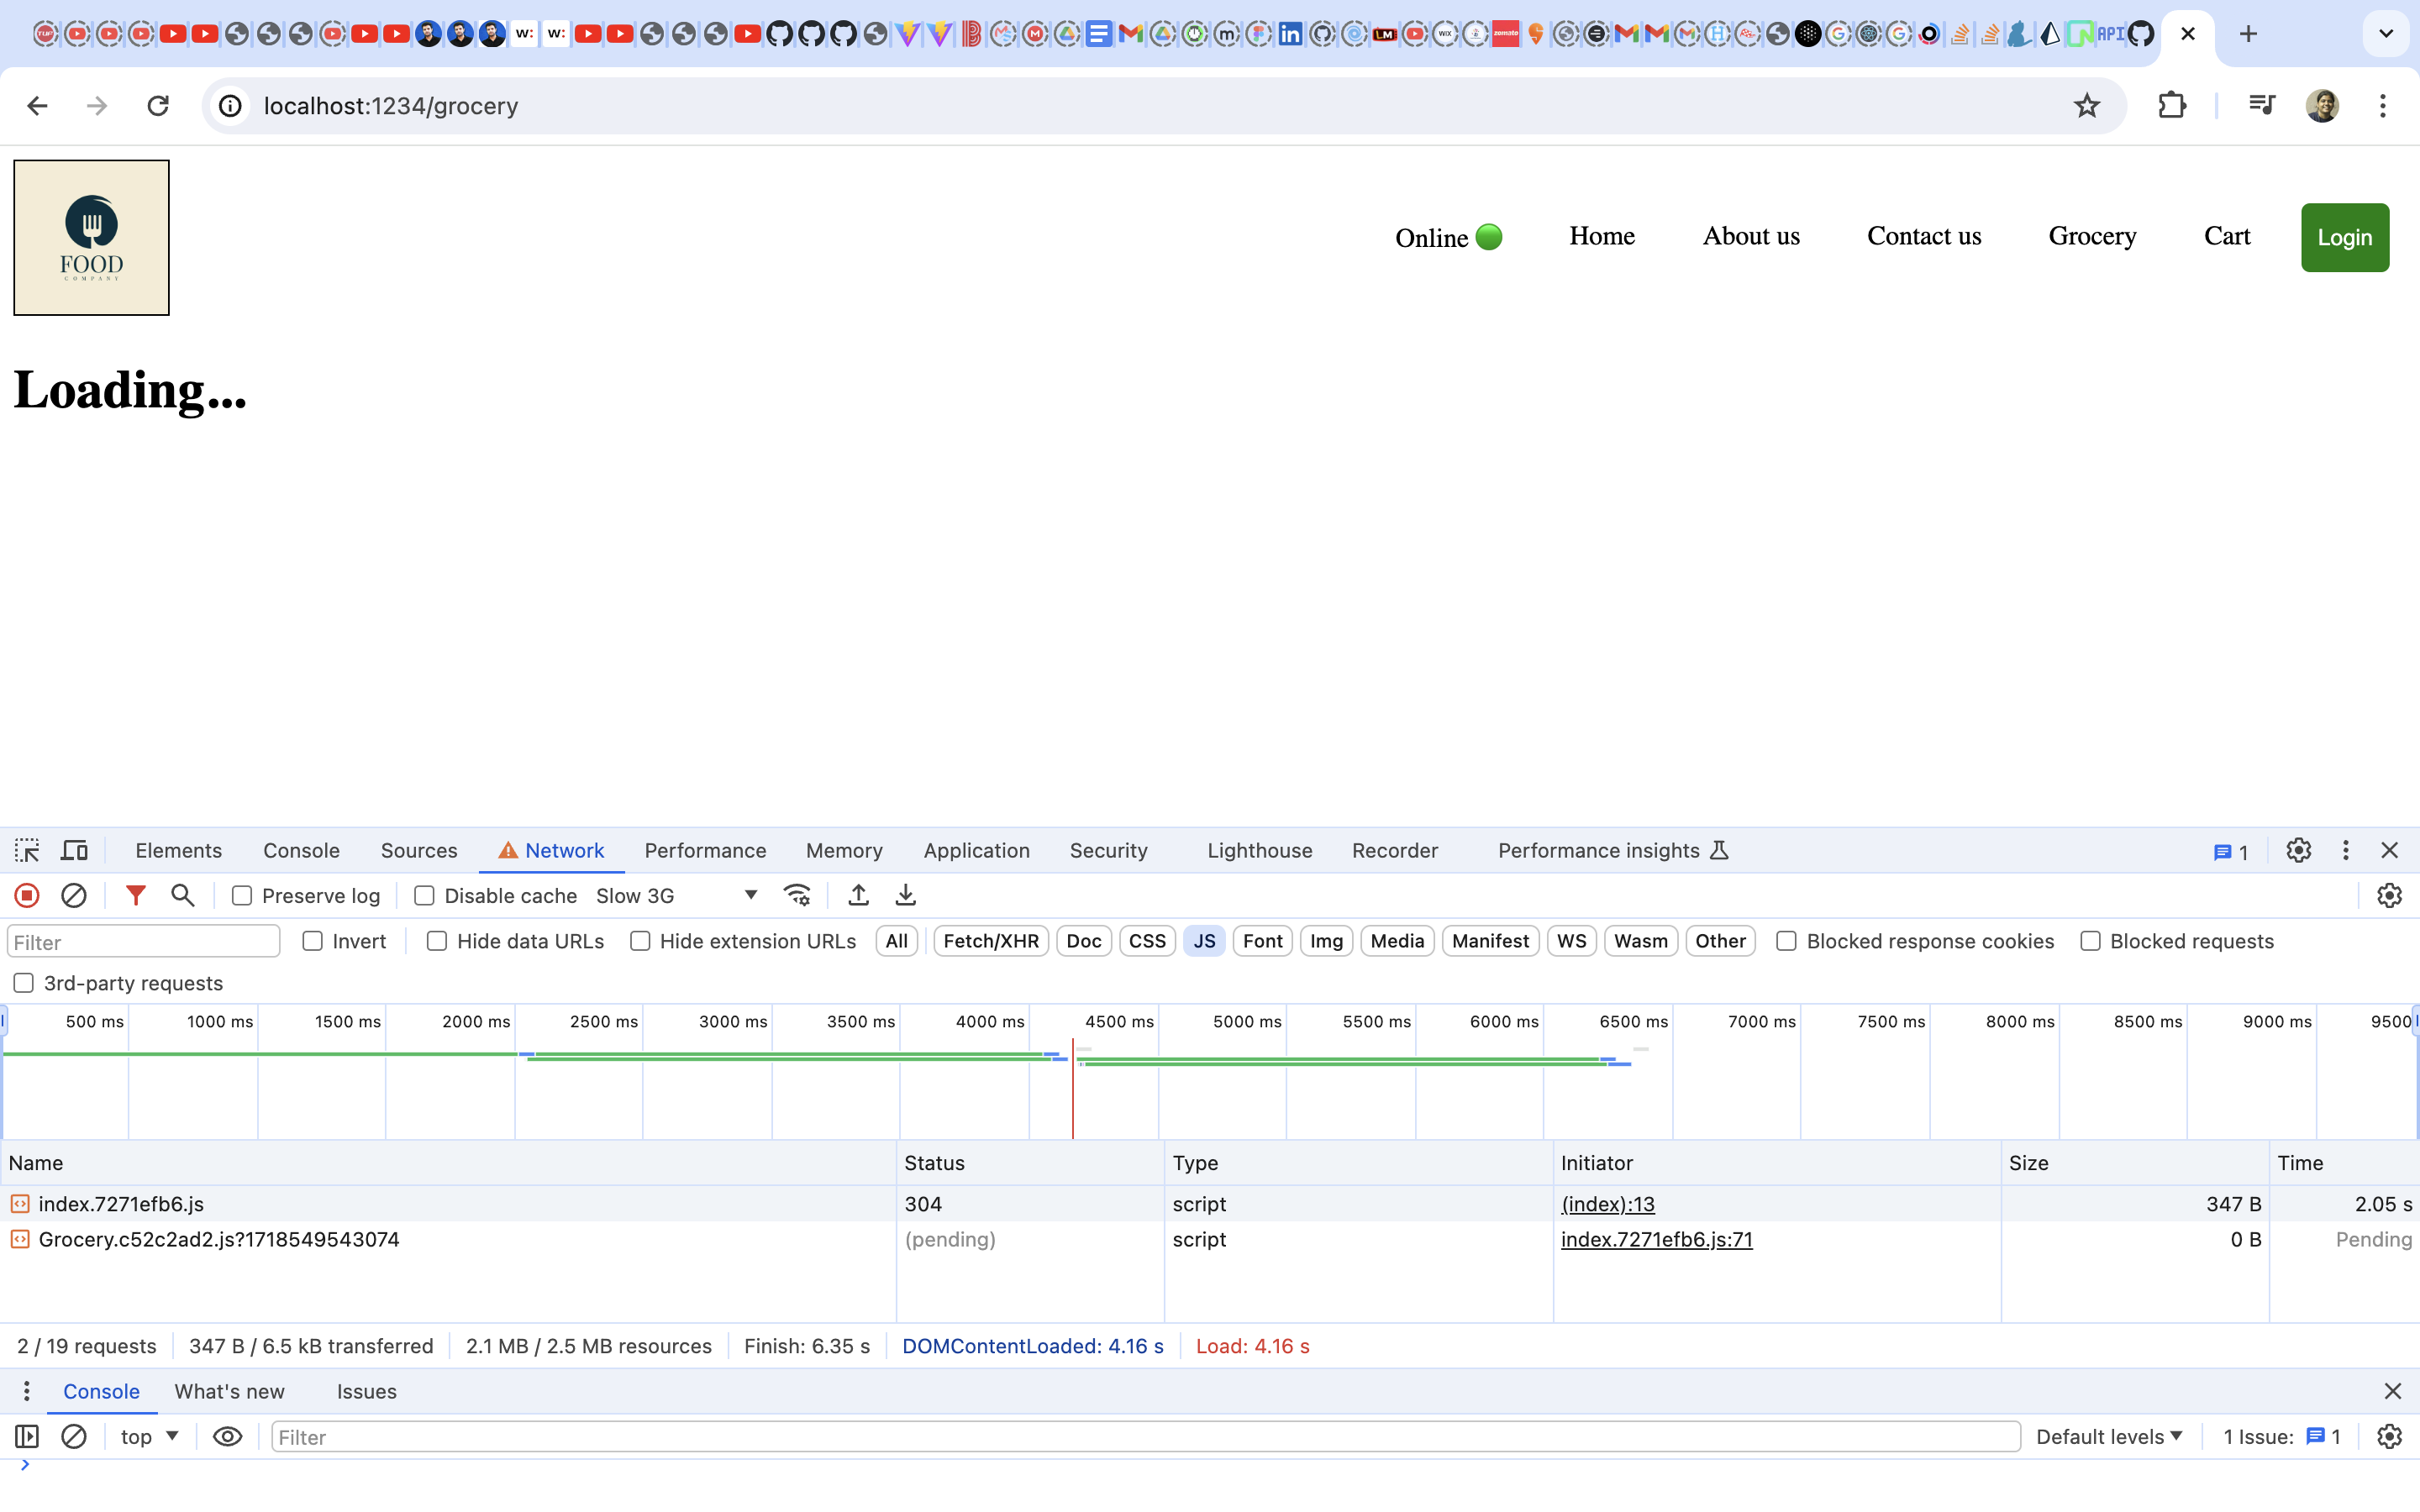 localhost:1234/grocery
FOOD
COMPANY
Online Home About us Contact us Grocery Cart Login
Loading...
Elements Console Sources Network Performance Memory Application Security Lighthouse Recorder Performance insights 1
Preserve log Disable cache Slow 3G
Filter Invert Hide data URLs Hide extension URLs All Fetch/XHR Doc CSS JS Font Img Media Manifest WS Wasm Other Blocked response cookies Blocked requests
3rd-party requests
500 ms 1000 ms 1500 ms 2000 ms 2500 ms 3000 ms 3500 ms 4000 ms 4500 ms 5000 ms 5500 ms 6000 ms 6500 ms 7000 ms 7500 ms 8000 ms 8500 ms 9000 ms 9500
Name Status Type Initiator Size Time
index.7271efb6.js 304 script (index):13 347 B 2.05 s
Grocery.c52c2ad2.js?1718549543074 (pending) script index.7271efb6.js:71 0 B Pending
2 / 19 requests 347 B / 6.5 kB transferred 2.1 MB / 2.5 MB resources Finish: 6.35 s DOMContentLoaded: 4.16 s Load: 4.16 s
Console What's new Issues
top Filter Default levels 1 Issue: 1